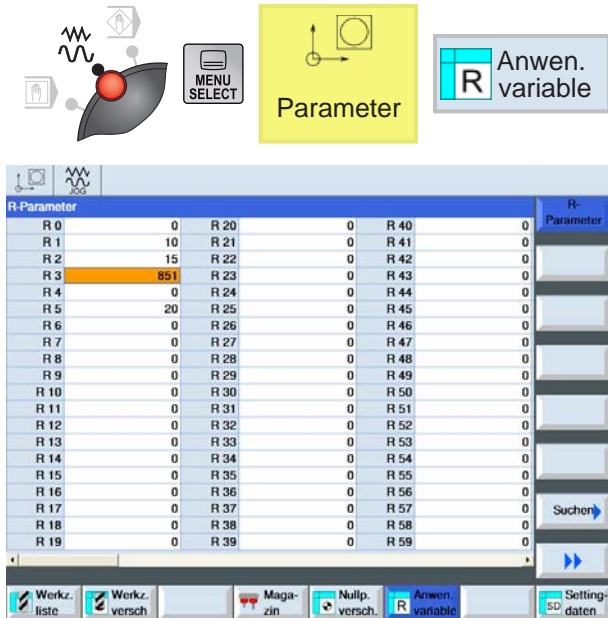 MENU
SELECT
Parameter
R
Anwen.
variable
JOG
R-Parameter
R-
Parameter
R 0 0 R 20 0 R 40 0
R 1 10 R 21 0 R 41 0
R 2 15 R 22 0 R 42 0
R 3 851 R 23 0 R 43 0
R 4 0 R 24 0 R 44 0
R 5 20 R 25 0 R 45 0
R 6 0 R 26 0 R 46 0
R 7 0 R 27 0 R 47 0
R 8 0 R 28 0 R 48 0
R 9 0 R 29 0 R 49 0
R 10 0 R 30 0 R 50 0
R 11 0 R 31 0 R 51 0
R 12 0 R 32 0 R 52 0
R 13 0 R 33 0 R 53 0
R 14 0 R 34 0 R 54 0
R 15 0 R 35 0 R 55 0
R 16 0 R 36 0 R 56 0
R 17 0 R 37 0 R 57 0
R 18 0 R 38 0 R 58 0
R 19 0 R 39 0 R 59 0
Suchen
Werkz.
liste
Werkz.
versch
Maga-
zin
Nullp.
versch.
R
Anwen.
variable
SD
Setting-
daten